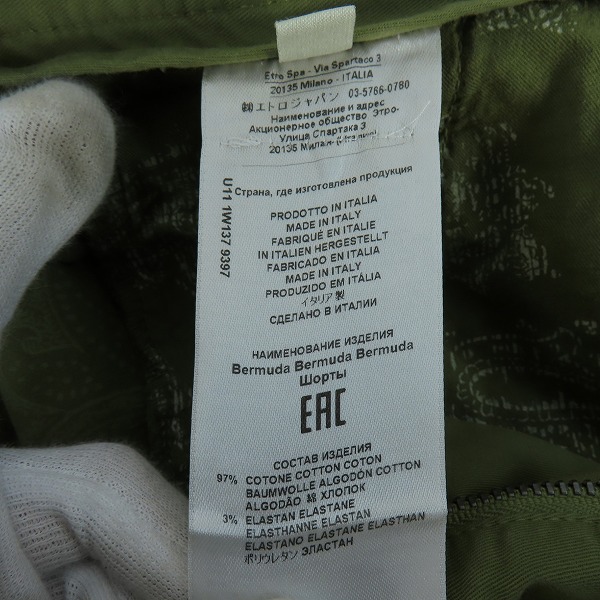 Etro Spa - Via Spartaco 3
20135 Milano - ITALIA
㈱エトロジャパン 03-5766-0780
Наименование и адрес
Акционерное общество Этро-
Улица Спартака 3
20135 Милан-
Страна, где изготовлена продукция
PRODOTTO IN ITALIA
MADE IN ITALY
FABRIQUÉ EN ITALIE
IN ITALIEN HERGESTELLT
FABRICADO EN ITALIA
MADE IN ITALY
PRODUZIDO EM ITÁLIA
イタリア製
СДЕЛАНО В ИТАЛИИ
U11 1W137 9397
НАИМЕНОВАНИЕ ИЗДЕЛИЯ
Bermuda Bermuda Bermuda
Шорты
EAC
СОСТАВ ИЗДЕЛИЯ
97% COTONE COTTON COTON
BAUMWOLLE ALGODÓN COTTON
ALGODÃO 綿 ХЛОПОК
3% ELASTAN ELASTANE
ELASTHANNE ELASTAN
ELASTANO ELASTANE ELASTHAN
ポリウレタン ЭЛАСТАН